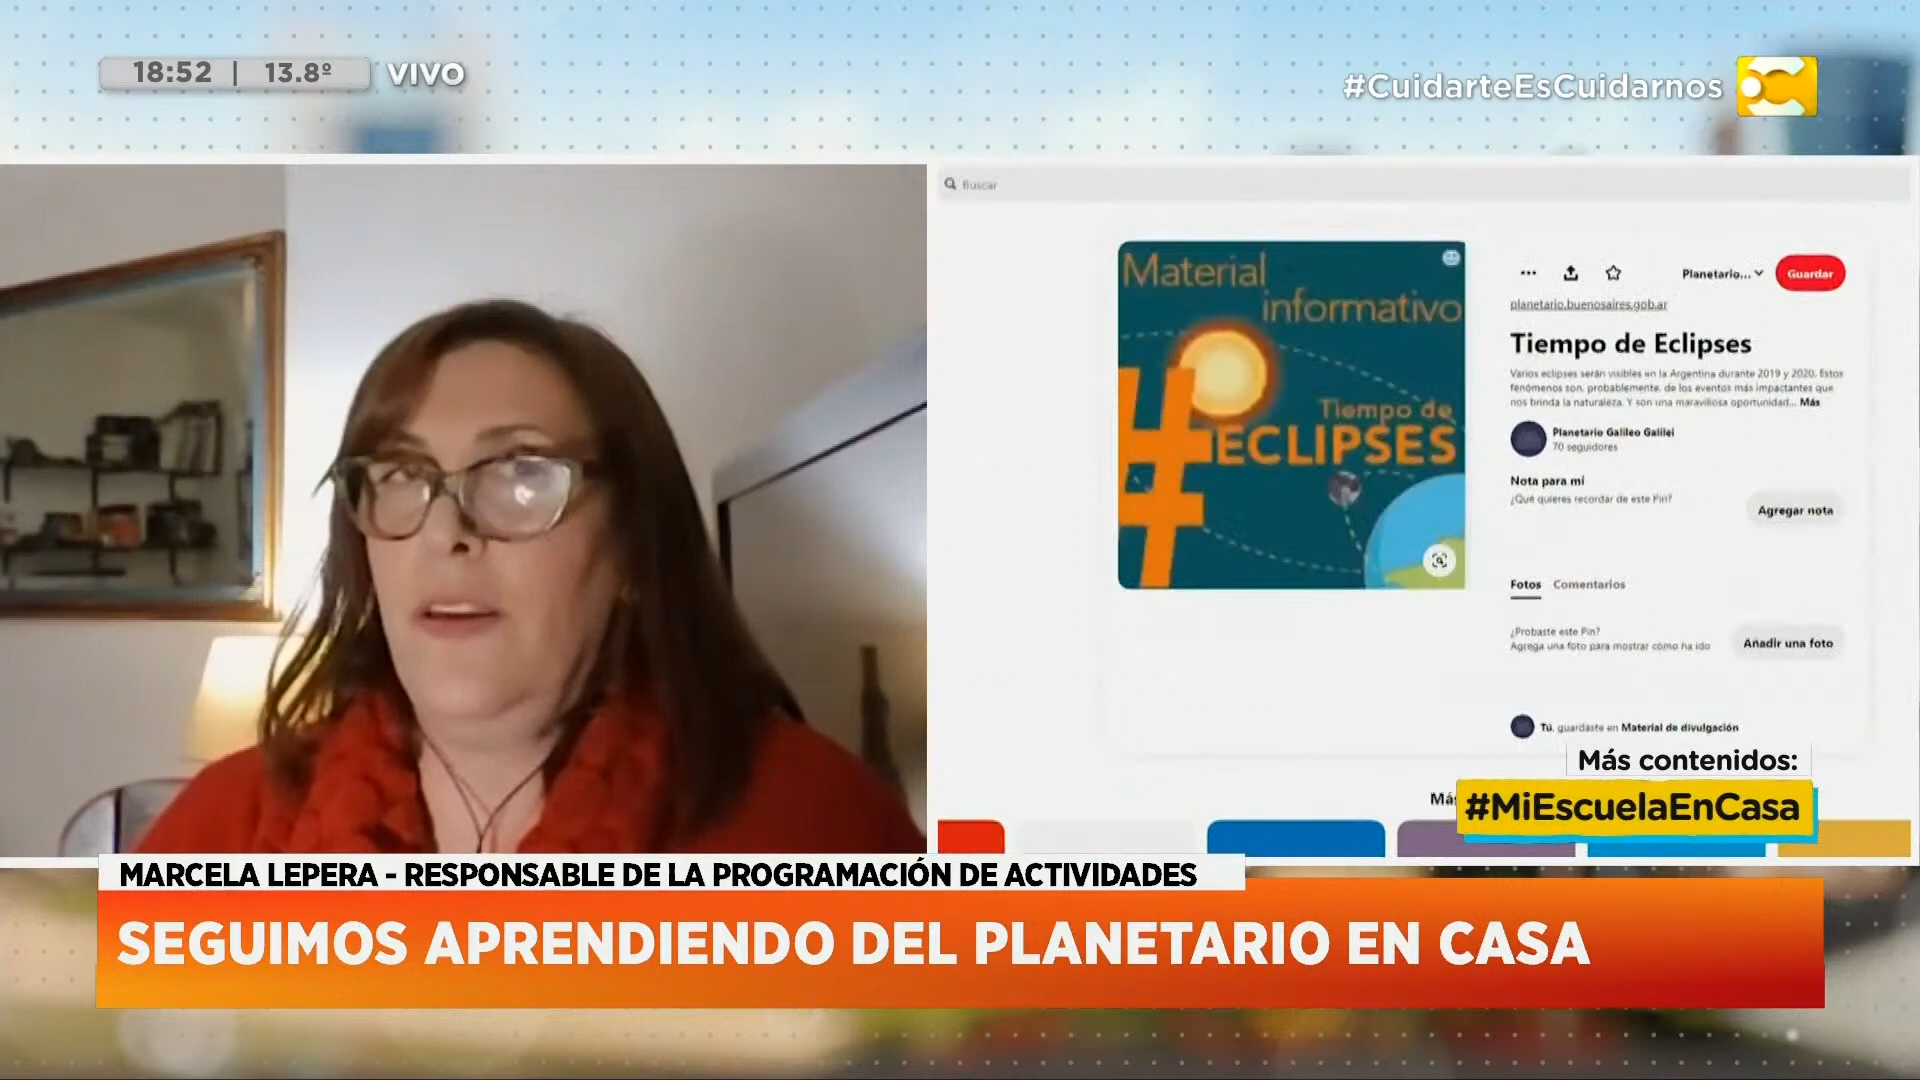 18:52 | 13.8º VIVO
#CuidarteEsCuidarnos
Buscar
Material
informativo
#
Tiempo de
ECLIPSES
Planetario...
Guardar
planetario.buenosaires.gob.ar
Tiempo de Eclipses
Varios eclipses serán visibles en la Argentina durante 2019 y 2020. Estos
fenómenos son, probablemente, de los eventos más impactantes que
nos brinda la naturaleza. Y son una maravillosa oportunidad... Más
Planetario Galileo Galilei
70 seguidores
Nota para mí
¿Qué quieres recordar de este Pin?
Agregar nota
Fotos Comentarios
¿Probaste este Pin?
Agrega una foto para mostrar cómo ha ido
Añadir una foto
Tú, guardaste en Material de divulgación
Más contenidos:
Má
#MiEscuelaEnCasa
MARCELA LEPERA - RESPONSABLE DE LA PROGRAMACIÓN DE ACTIVIDADES
SEGUIMOS APRENDIENDO DEL PLANETARIO EN CASA